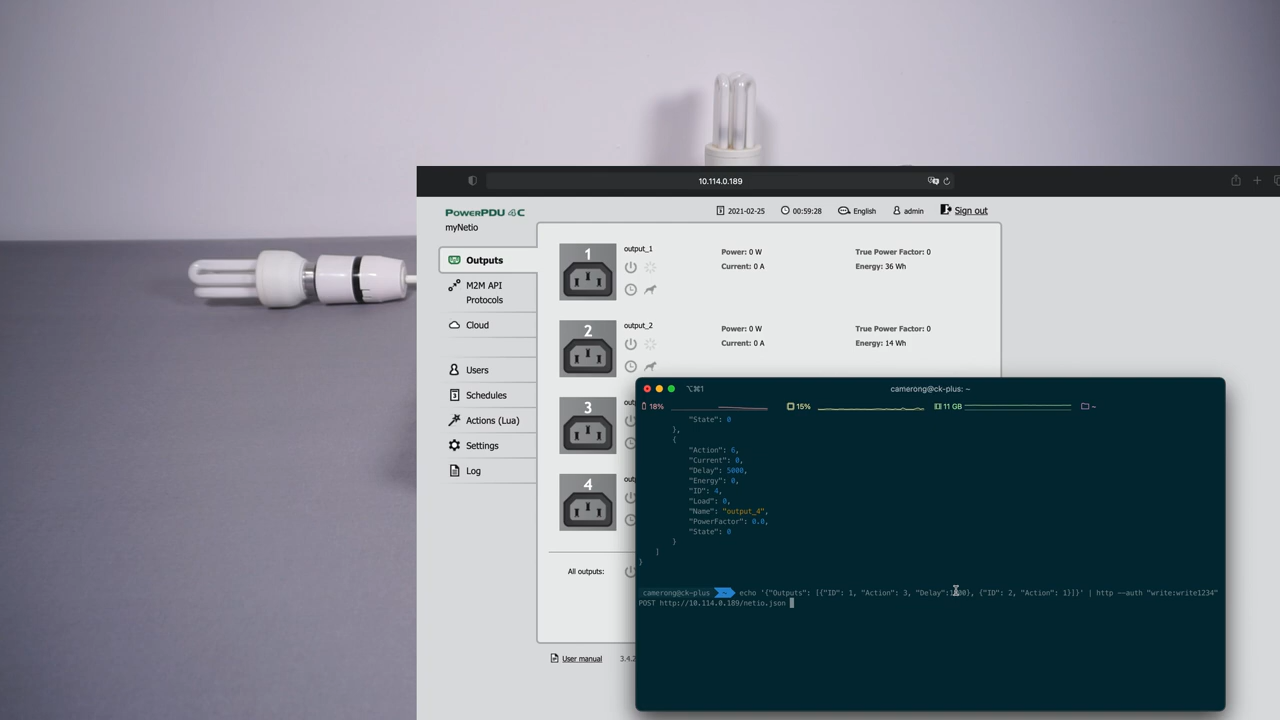 10.114.0.189
PowerPDU 4C
myNetio
2021-02-25
00:59:28
English
admin
Sign out
Outputs
M2M API
Protocols
Cloud
Users
Schedules
Actions (Lua)
Settings
Log
1
output_1
Power: 0 W
Current: 0 A
True Power Factor: 0
Energy: 36 Wh
2
output_2
Power: 0 W
Current: 0 A
True Power Factor: 0
Energy: 14 Wh
3
4
All outputs:
User manual
3.4.2
⌥⌘1
camerong@ck-plus: ~
18%
15%
11 GB
~
"State": 0
},
{
"Action": 6,
"Current": 0,
"Delay": 5000,
"Energy": 0,
"ID": 4,
"Load": 0,
"Name": "output_4",
"PowerFactor": 0.0,
"State": 0
}
]
}
camerong@ck-plus ~ echo '{"Outputs": [{"ID": 1, "Action": 3, "Delay": {"ID": 2, "Action": 1}]}' | http --auth "write:write1234"
POST http://10.114.0.189/netio.json